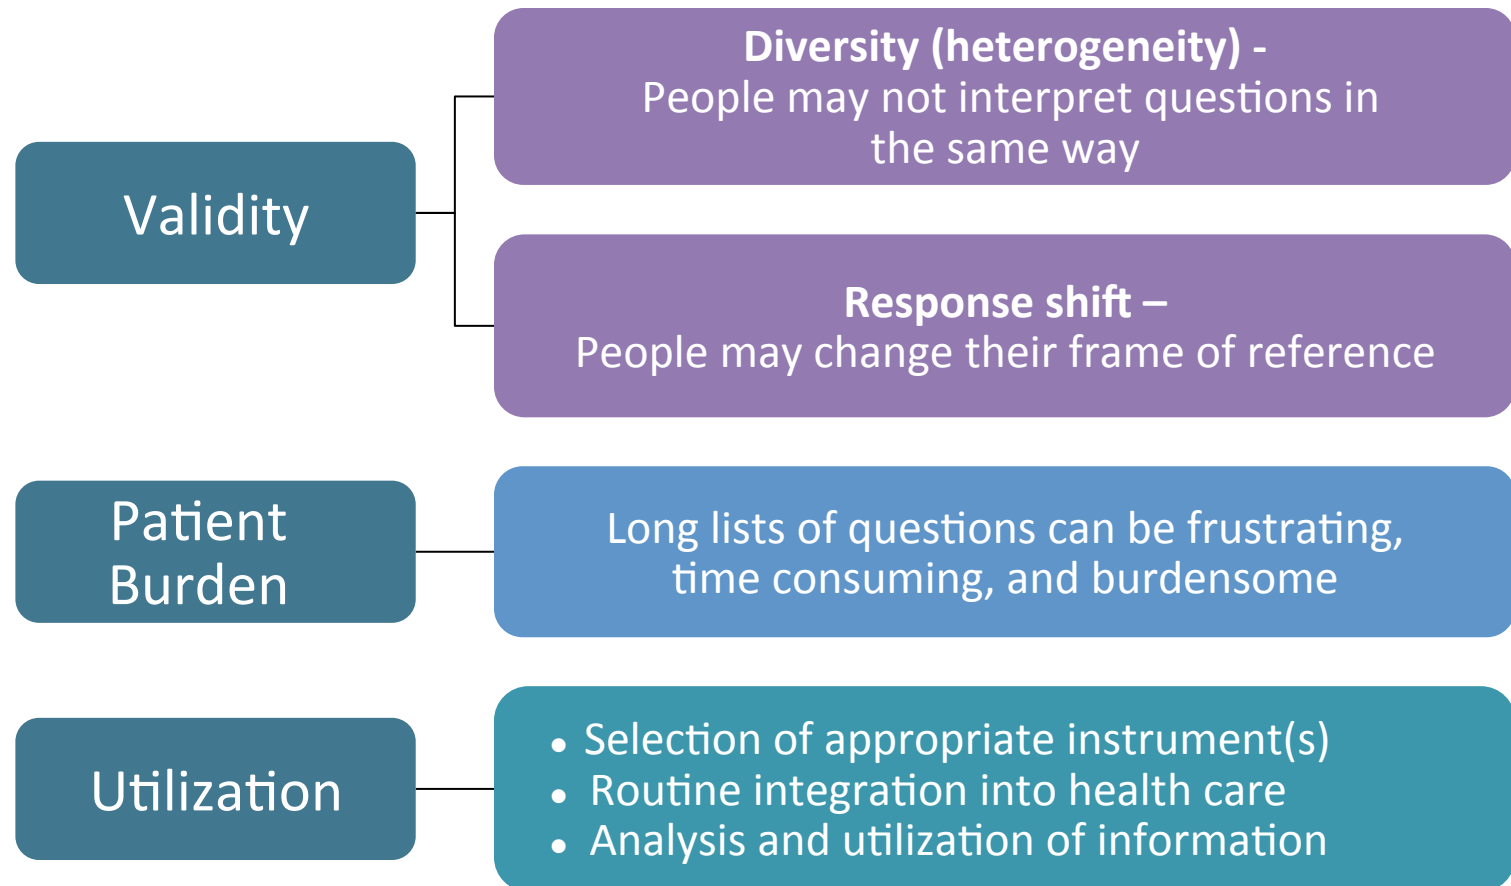 Validity
Diversity (heterogeneity) -
People may not interpret questions in
the same way
Response shift –
People may change their frame of reference
Patient
Burden
Long lists of questions can be frustrating,
time consuming, and burdensome
Utilization
• Selection of appropriate instrument(s)
• Routine integration into health care
• Analysis and utilization of information